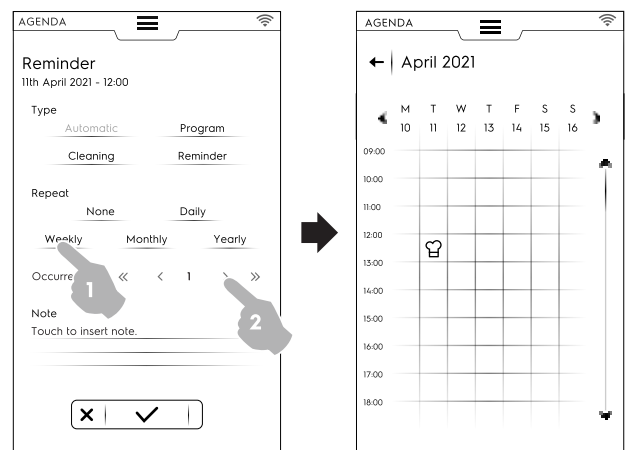 AGENDA
Reminder
11th April 2021 - 12:00
Type
Automatic Program
Cleaning Reminder
Repeat
None Daily
Weekly Monthly Yearly
« < 1 > »
1
2
Note
Touch to insert note.
AGENDA
April 2021
M T W T F S S
10 11 12 13 14 15 16
09:00
10:00
11:00
12:00
13:00
14:00
15:00
16:00
17:00
18:00